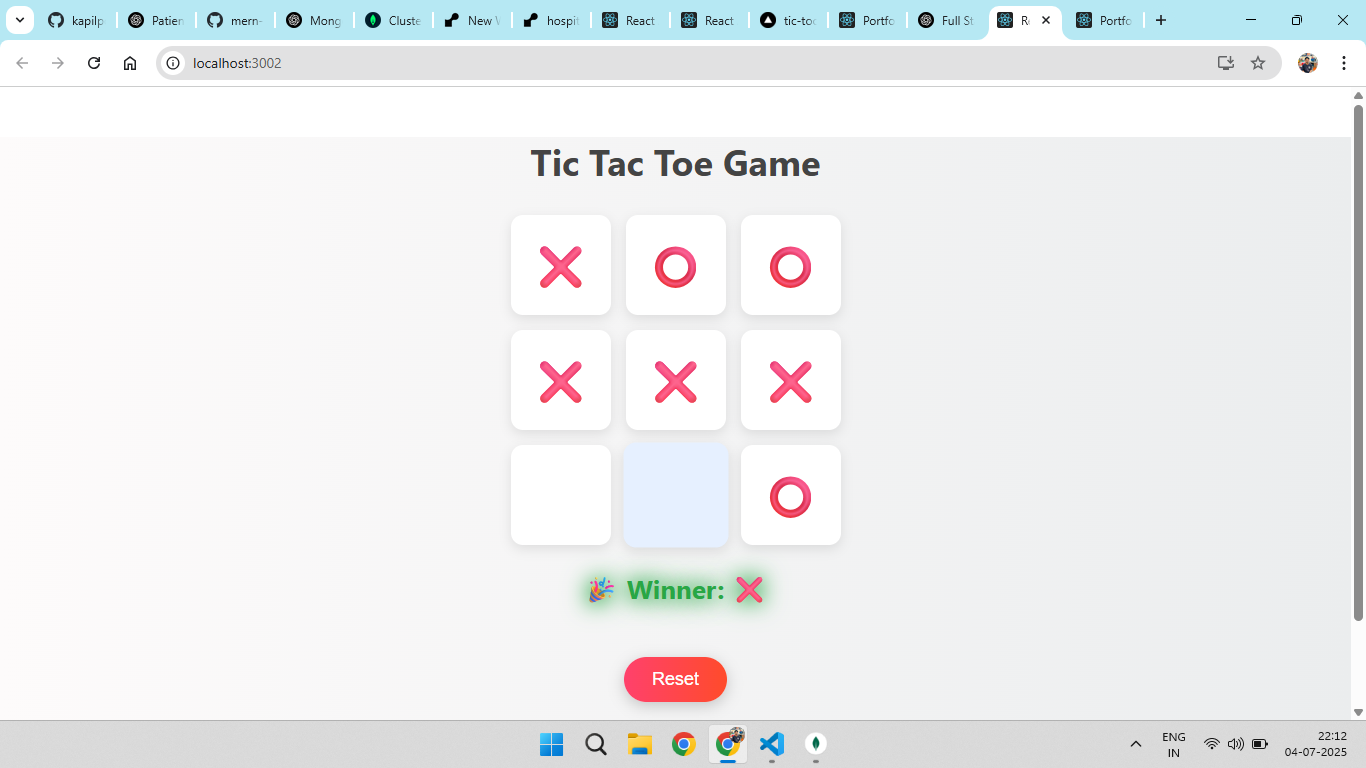 kapilp
Patien
mern-
Mong
Cluste
New W
hospit
React
React
tic-toc
Portfo
Full St
Re
Portfo
localhost:3002
Tic Tac Toe Game
❌ ⭕ ⭕
❌ ❌ ❌
⭕
🎉 Winner: ❌
Reset
ENG
IN
22:12
04-07-2025